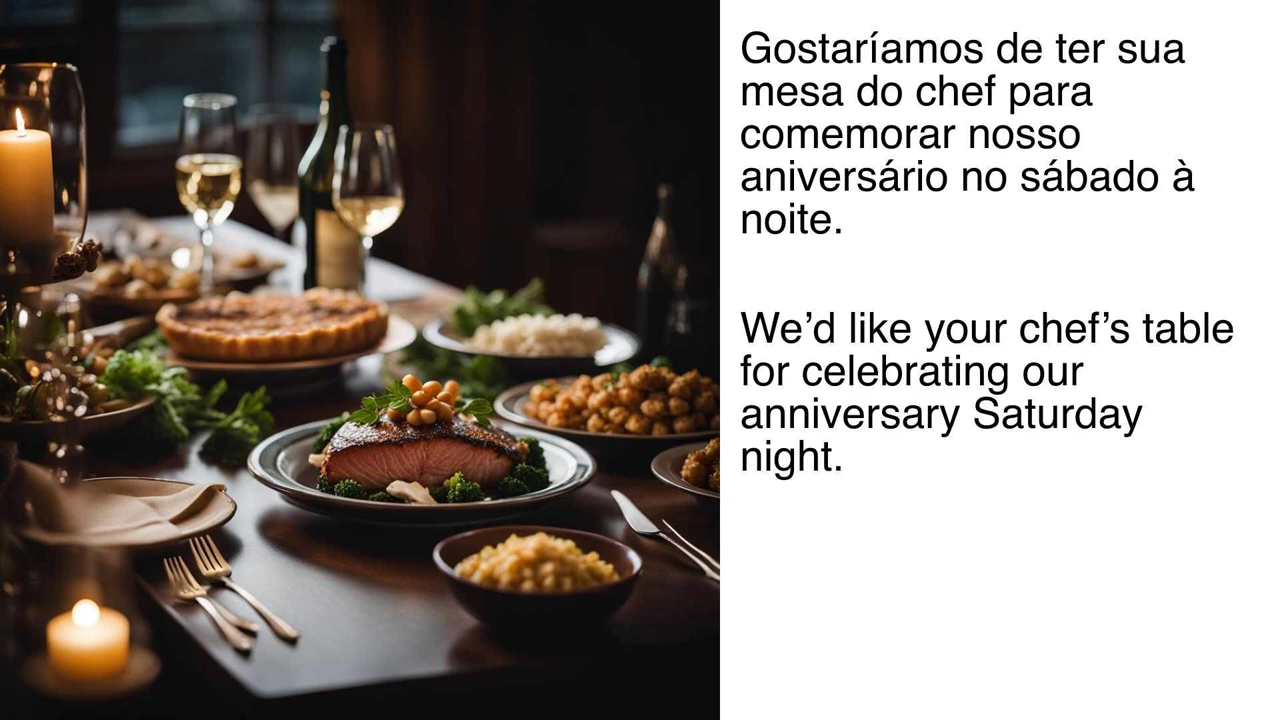 Gostaríamos de ter sua
mesa do chef para
comemorar nosso
aniversário no sábado à
noite.
We’d like your chef’s table
for celebrating our
anniversary Saturday
night.